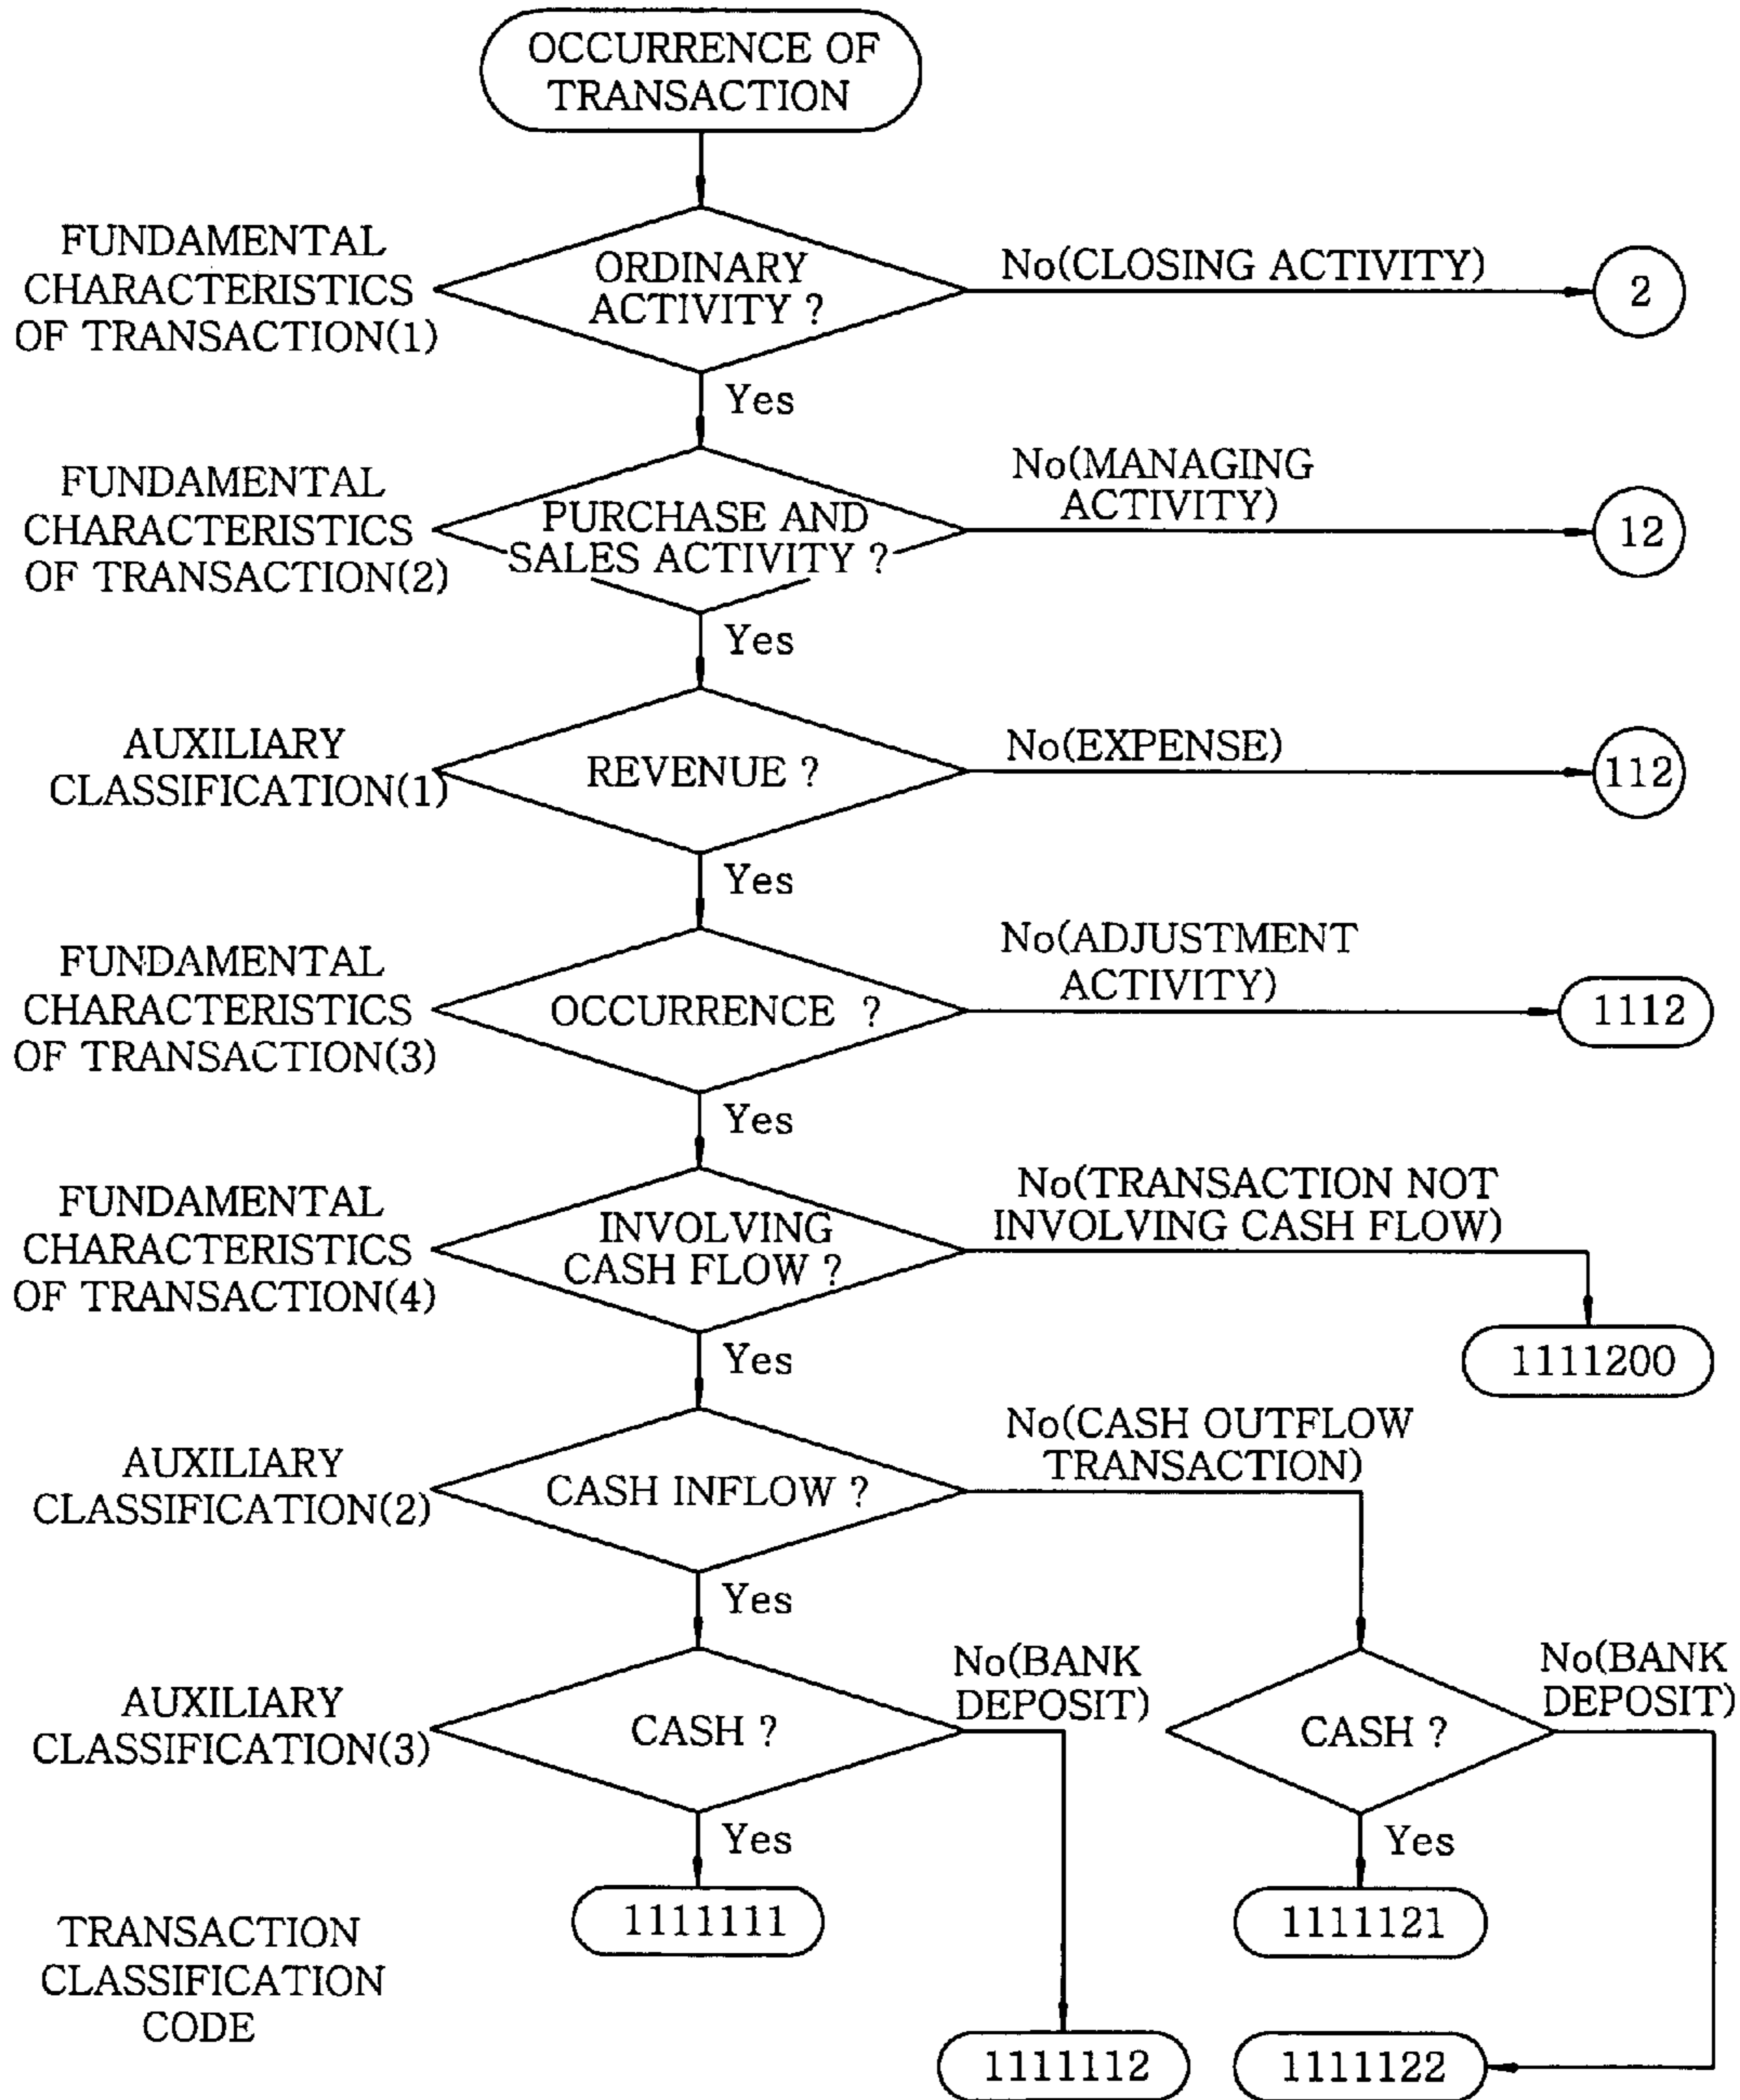 OCCURRENCE OF
TRANSACTION
FUNDAMENTAL
CHARACTERISTICS
OF TRANSACTION(1)
ORDINARY
ACTIVITY ?
No(CLOSING ACTIVITY)
2
Yes
FUNDAMENTAL
CHARACTERISTICS
OF TRANSACTION(2)
PURCHASE AND
SALES ACTIVITY ?
No(MANAGING
ACTIVITY)
12
Yes
AUXILIARY
CLASSIFICATION(1)
REVENUE ?
No(EXPENSE)
112
Yes
FUNDAMENTAL
CHARACTERISTICS
OF TRANSACTION(3)
OCCURRENCE ?
No(ADJUSTMENT
ACTIVITY)
1112
Yes
FUNDAMENTAL
CHARACTERISTICS
OF TRANSACTION(4)
INVOLVING
CASH FLOW ?
No(TRANSACTION NOT
INVOLVING CASH FLOW)
1111200
Yes
AUXILIARY
CLASSIFICATION(2)
CASH INFLOW ?
No(CASH OUTFLOW
TRANSACTION)
Yes
AUXILIARY
CLASSIFICATION(3)
CASH ?
No(BANK
DEPOSIT)
CASH ?
No(BANK
DEPOSIT)
Yes
Yes
TRANSACTION
CLASSIFICATION
CODE
1111111
1111121
1111112
1111122